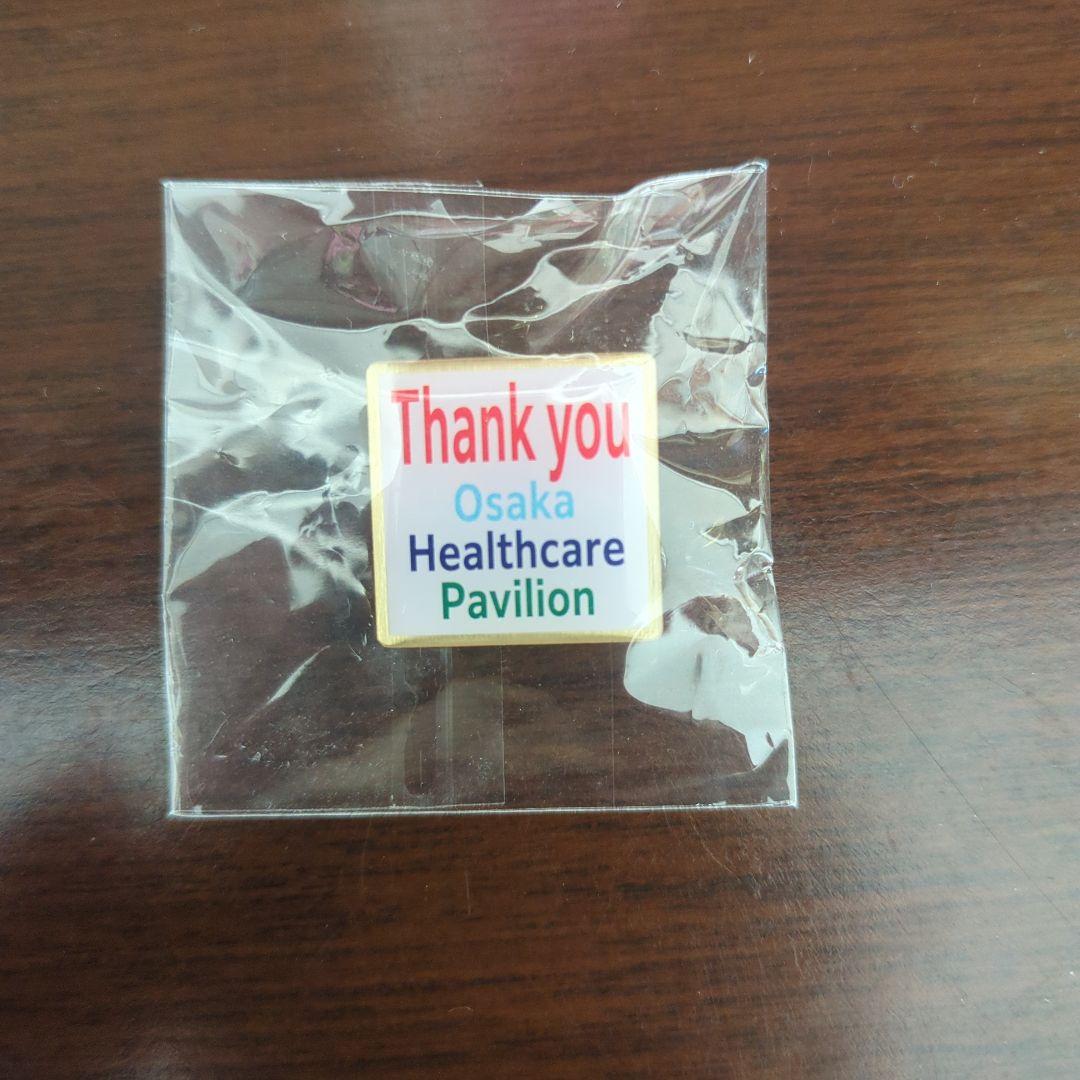 Thank you
Osaka
Healthcare
Pavilion